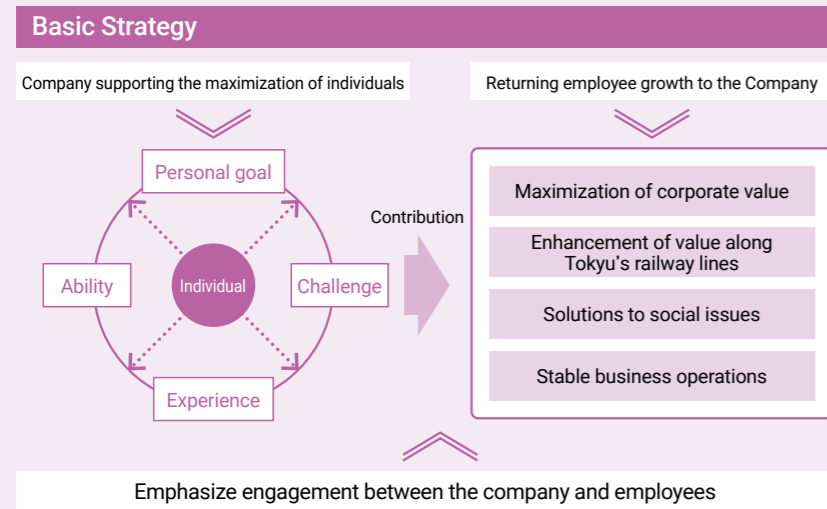 Basic Strategy
Company supporting the maximization of individuals
Returning employee growth to the Company
Personal goal
Ability
Individual
Challenge
Experience
Contribution
Maximization of corporate value
Enhancement of value along
Tokyu's railway lines
Solutions to social issues
Stable business operations
Emphasize engagement between the company and employees